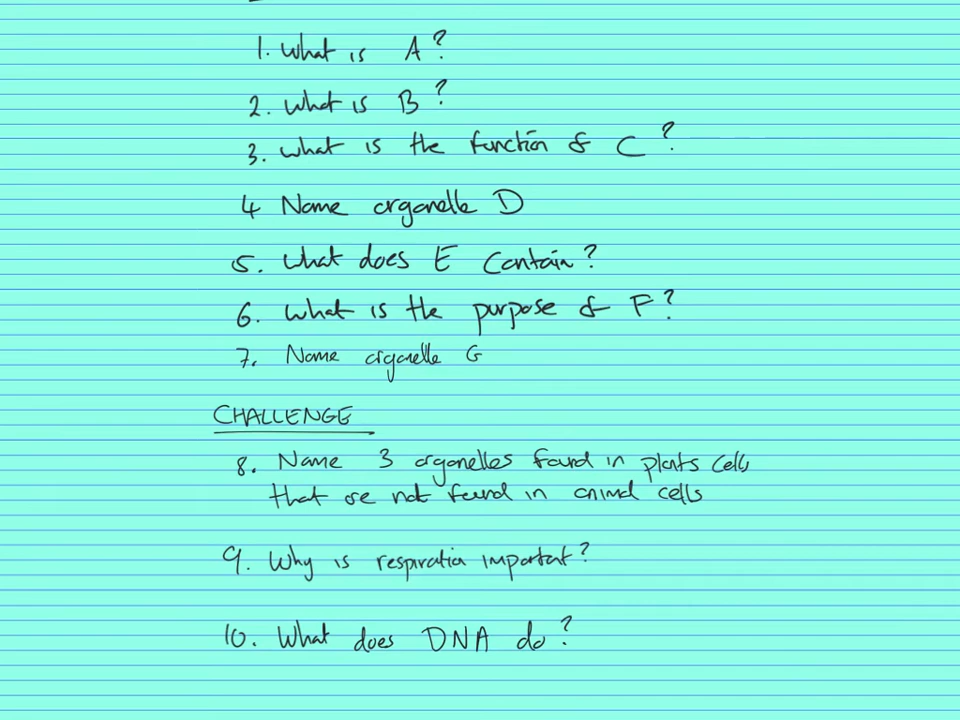 1. What is A?
2. What is B?
3. What is the function of C?
4 Name organelle D
5. What does E Contain?
6. What is the purpose of F?
7. Name organelle G
CHALLENGE
8. Name 3 organelles found in plants cells
that are not found in animal cells
9. Why is respiration important?
10. What does DNA do?